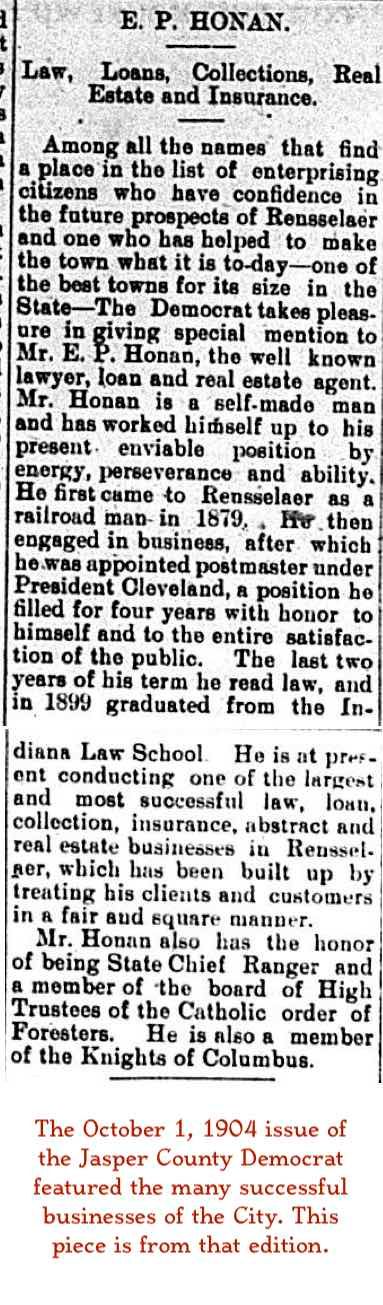 E. P. HONAN.
Law, Loans, Collections, Real
Estate and Insurance.
Among all the names that find
a place in the list of enterprising
citizens who have confidence in
the future prospects of Rensselaer
and one who has helped to make
the town what it is to-day—one of
the best towns for its size in the
State—The Democrat takes pleas-
ure in giving special mention to
Mr. E. P. Honan, the well known
lawyer, loan and real estate agent.
Mr. Honan is a self-made man
and has worked himself up to his
present enviable position by
energy, perseverance and ability.
He first came to Rensselaer as a
railroad man in 1879. He then
engaged in business, after which
he was appointed postmaster under
President Cleveland, a position he
filled for four years with honor to
himself and to the entire satisfac-
tion of the public. The last two
years of his term he read law, and
in 1899 graduated from the In-
diana Law School. He is at pres-
ent conducting one of the largest
and most successful law, loan,
collection, insurance, abstract and
real estate businesses in Renssel-
aer, which has been built up by
treating his clients and customers
in a fair aud square manner.
Mr. Honan also has the honor
of being State Chief Ranger and
a member of the board of High
Trustees of the Catholic order of
Foresters. He is also a member
of the Knights of Columbus.
The October 1, 1904 issue of
the Jasper County Democrat
featured the many successful
businesses of the City. This
piece is from that edition.